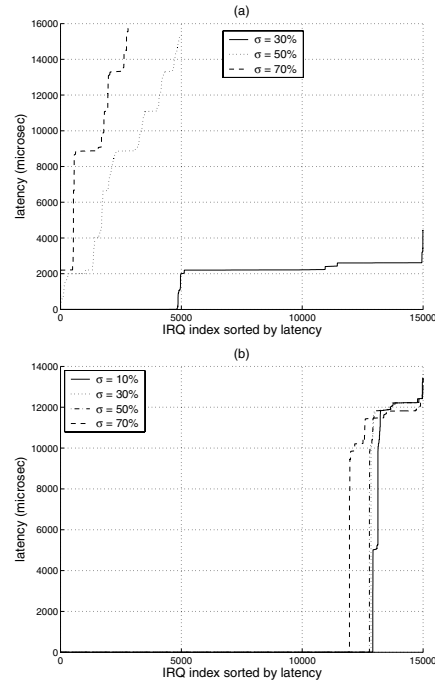 (a)
16000
14000
12000
10000
8000
6000
4000
2000
0
latency (microsec)
σ = 30%
σ = 50%
σ = 70%
0
5000
10000
15000
IRQ index sorted by latency
(b)
14000
12000
10000
8000
6000
4000
2000
0
latency (microsec)
σ = 10%
σ = 30%
σ = 50%
σ = 70%
0
5000
10000
15000
IRQ index sorted by latency